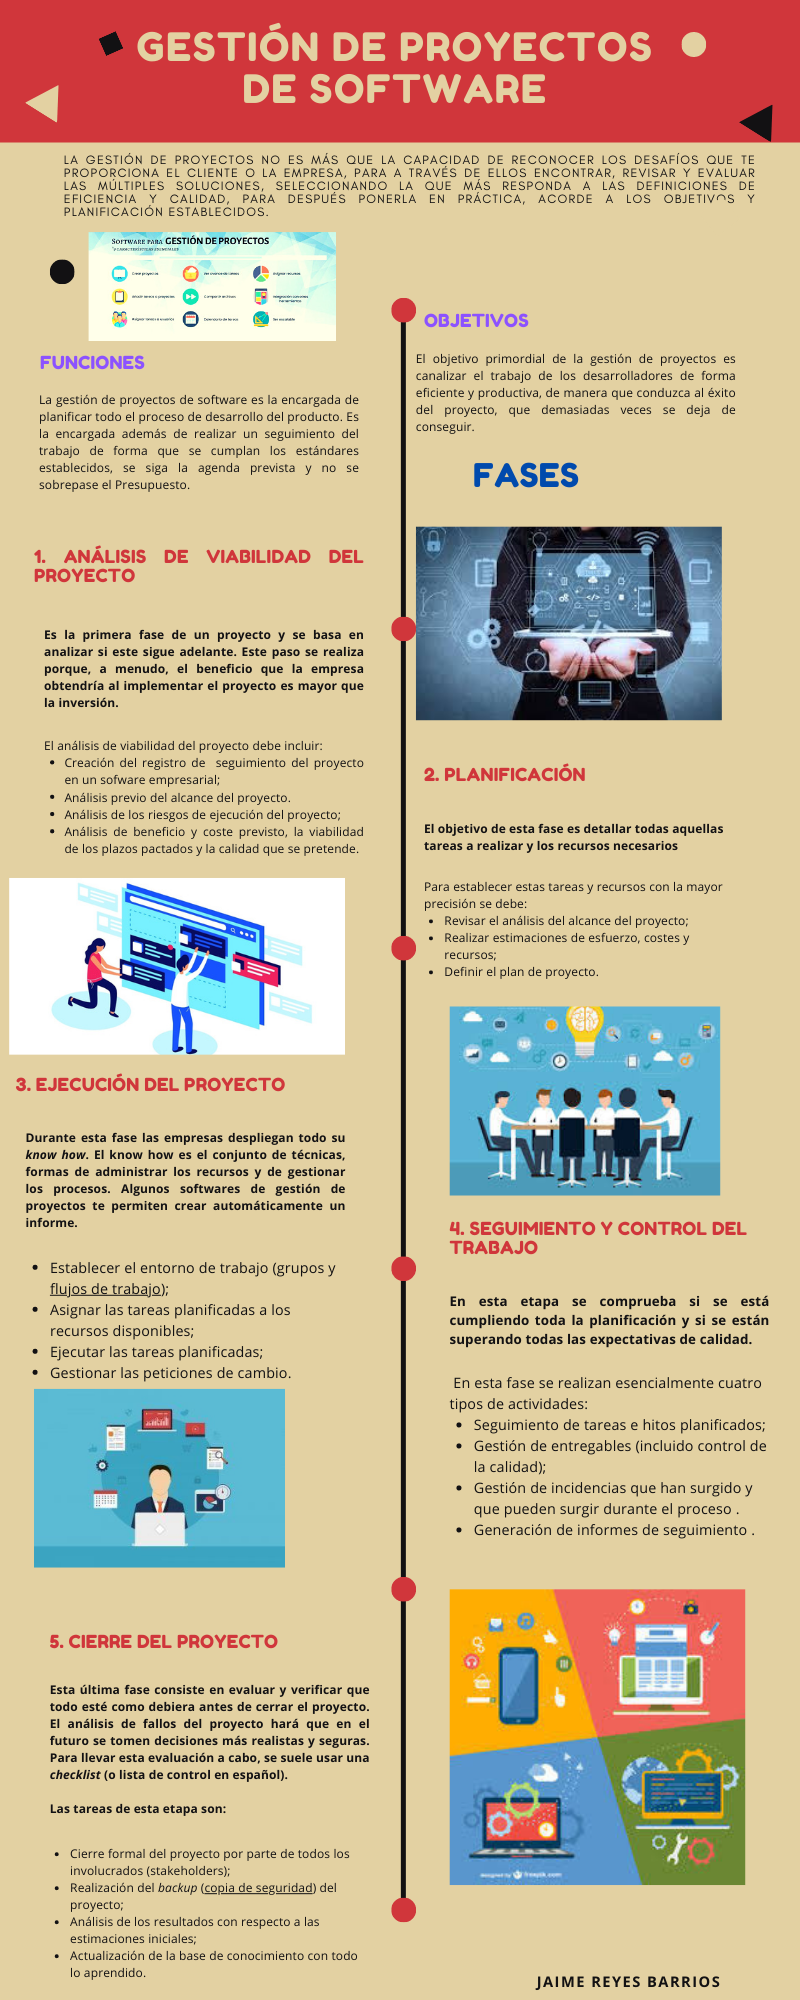 GESTIÓN DE PROYECTOS
DE SOFTWARE
LA GESTIÓN DE PROYECTOS NO ES MÁS QUE LA CAPACIDAD DE RECONOCER LOS DESAFÍOS QUE TE
PROPORCIONA EL CLIENTE O LA EMPRESA, PARA A TRAVÉS DE ELLOS ENCONTRAR, REVISAR Y EVALUAR
LAS MÚLTIPLES SOLUCIONES, SELECCIONANDO LA QUE MÁS RESPONDA A LAS DEFINICIONES DE
EFICIENCIA Y CALIDAD, PARA DESPUÉS PONERLA EN PRÁCTICA, ACORDE A LOS OBJETIVOS Y
PLANIFICACIÓN ESTABLECIDOS.
SOFTWARE PARA GESTIÓN DE PROYECTOS
Crear proyectos
Asignar recursos
Compartir archivos
Asignar tareas a usuarios
Calendario de tareas
Ser escalable
FUNCIONES
La gestión de proyectos de software es la encargada de
planificar todo el proceso de desarrollo del producto. Es
la encargada además de realizar un seguimiento del
trabajo de forma que se cumplan los estándares
establecidos, se siga la agenda prevista y no se
sobrepase el Presupuesto.
OBJETIVOS
El objetivo primordial de la gestión de proyectos es
canalizar el trabajo de los desarrolladores de forma
eficiente y productiva, de manera que conduzca al éxito
del proyecto, que demasiadas veces se deja de
conseguir.
FASES
1. ANÁLISIS DE VIABILIDAD DEL
PROYECTO
Es la primera fase de un proyecto y se basa en
analizar si este sigue adelante. Este paso se realiza
porque, a menudo, el beneficio que la empresa
obtendría al implementar el proyecto es mayor que
la inversión.
El análisis de viabilidad del proyecto debe incluir:
• Creación del registro de seguimiento del proyecto
en un sofware empresarial;
• Análisis previo del alcance del proyecto.
• Análisis de los riesgos de ejecución del proyecto;
• Análisis de beneficio y coste previsto, la viabilidad
de los plazos pactados y la calidad que se pretende.
2. PLANIFICACIÓN
El objetivo de esta fase es detallar todas aquellas
tareas a realizar y los recursos necesarios
Para establecer estas tareas y recursos con la mayor
precisión se debe:
• Revisar el análisis del alcance del proyecto;
• Realizar estimaciones de esfuerzo, costes y
recursos;
• Definir el plan de proyecto.
3. EJECUCIÓN DEL PROYECTO
Durante esta fase las empresas despliegan todo su
know how. El know how es el conjunto de técnicas,
formas de administrar los recursos y de gestionar
los procesos. Algunos softwares de gestión de
proyectos te permiten crear automáticamente un
informe.
• Establecer el entorno de trabajo (grupos y
flujos de trabajo);
• Asignar las tareas planificadas a los
recursos disponibles;
• Ejecutar las tareas planificadas;
• Gestionar las peticiones de cambio.
4. SEGUIMIENTO Y CONTROL DEL
TRABAJO
En esta etapa se comprueba si se está
cumpliendo toda la planificación y si se están
superando todas las expectativas de calidad.
En esta fase se realizan esencialmente cuatro
tipos de actividades:
• Seguimiento de tareas e hitos planificados;
• Gestión de entregables (incluido control de
la calidad);
• Gestión de incidencias que han surgido y
que pueden surgir durante el proceso .
• Generación de informes de seguimiento .
5. CIERRE DEL PROYECTO
Esta última fase consiste en evaluar y verificar que
todo esté como debiera antes de cerrar el proyecto.
El análisis de fallos del proyecto hará que en el
futuro se tomen decisiones más realistas y seguras.
Para llevar esta evaluación a cabo, se suele usar una
checklist (o lista de control en español).
Las tareas de esta etapa son:
• Cierre formal del proyecto por parte de todos los
involucrados (stakeholders);
• Realización del backup (copia de seguridad) del
proyecto;
• Análisis de los resultados con respecto a las
estimaciones iniciales;
• Actualización de la base de conocimiento con todo
lo aprendido.
designed by freepik.com
JAIME REYES BARRIOS